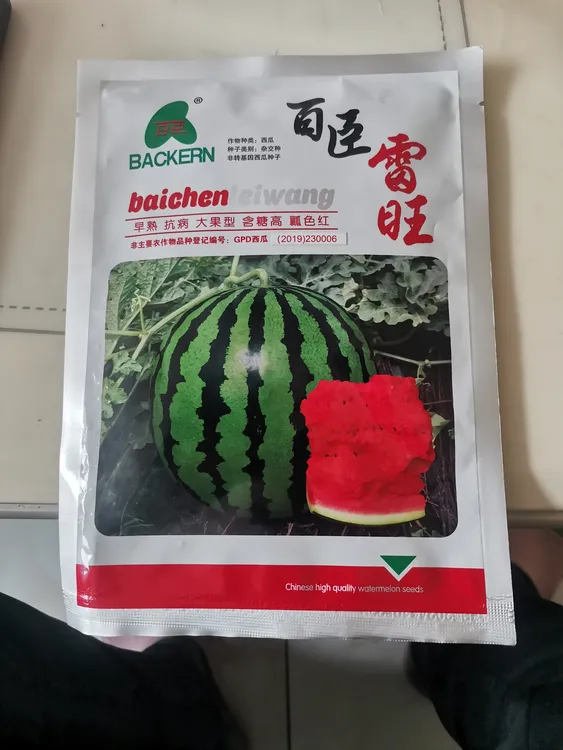 百臣
®
BACKERN
作物种类：西瓜
种子类别：杂交种
非转基因西瓜种子
百臣
雷旺
baichenleiwang
早熟 抗病 大果型 含糖高 瓤色红
非主要农作物品种登记编号：GPD西瓜 (2019)230006
Chinese high quality watermelon seeds